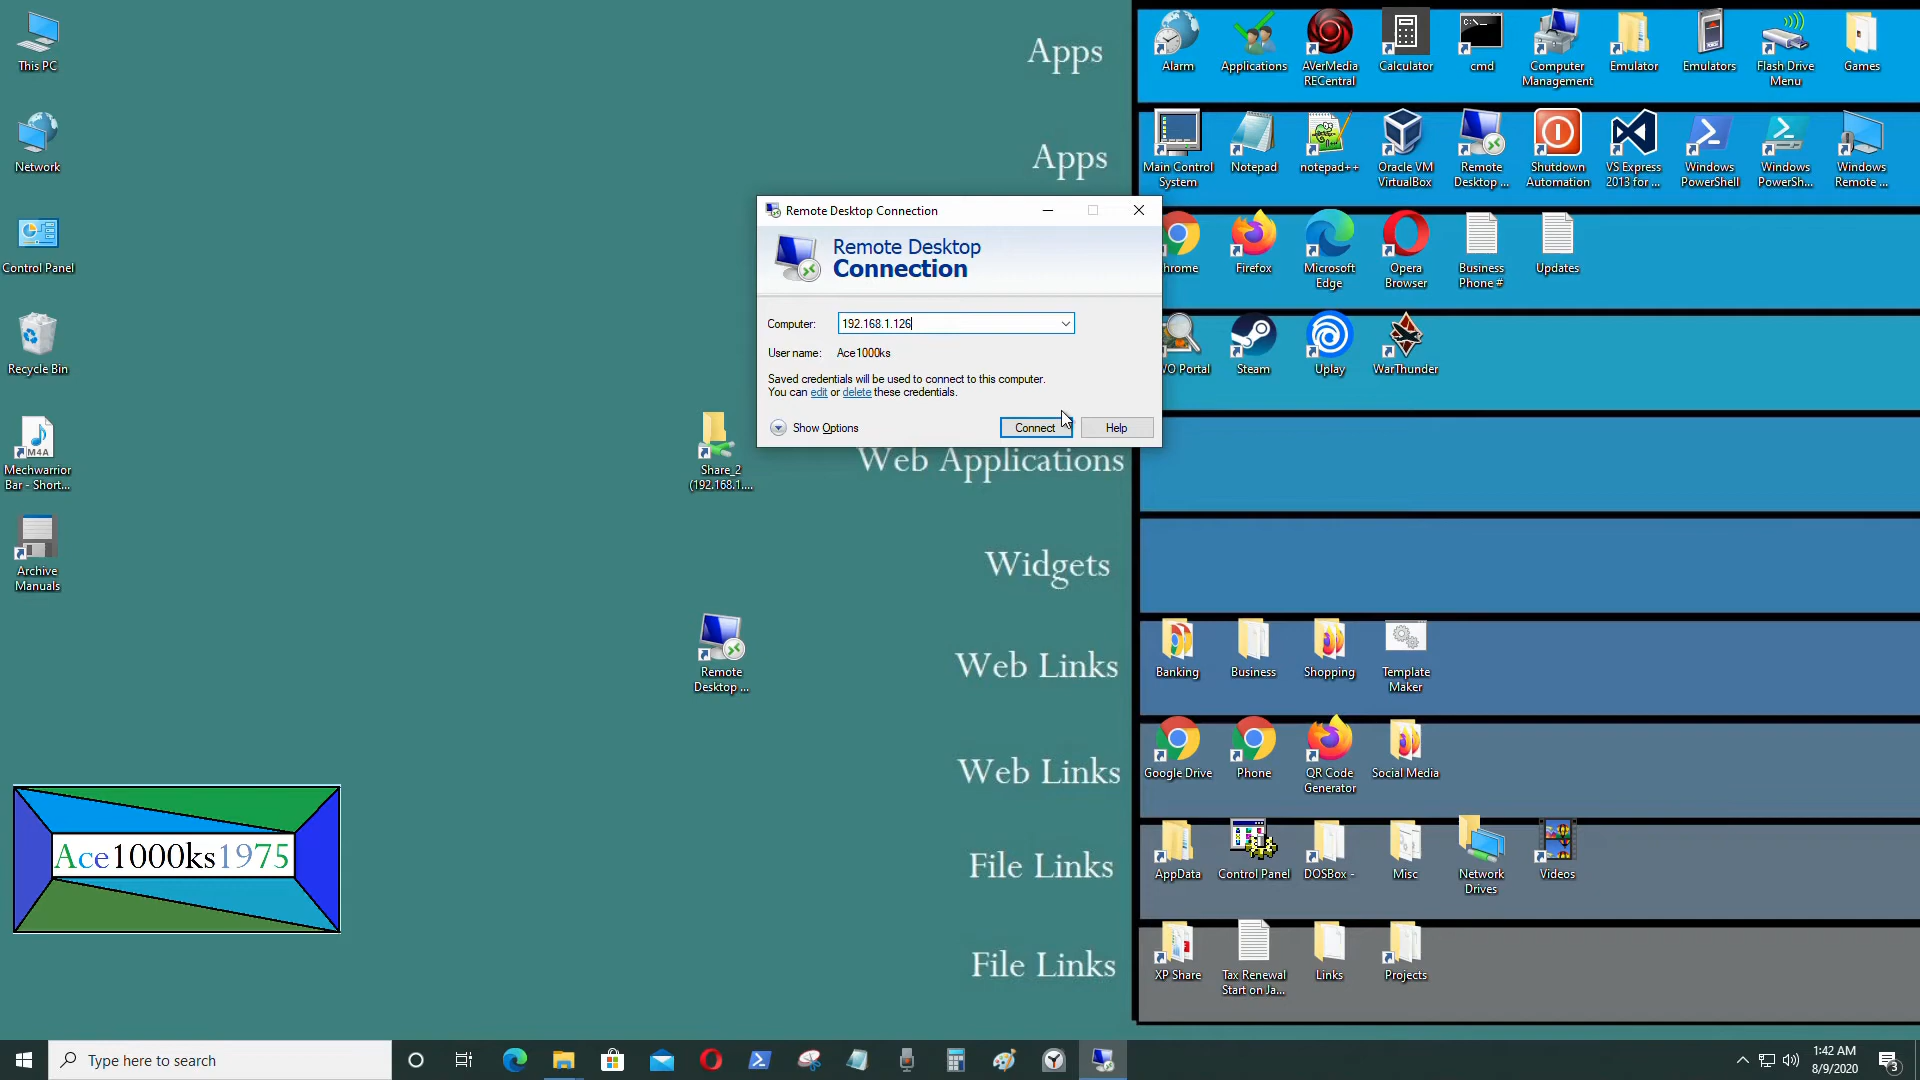 This PC
Network
Control Panel
Recycle Bin
M4A
Mechwarrior
Bar - Short...
Archive
Manuals
Ace1000ks1975
Share_2
(192.168.1....
Remote
Desktop ...
Apps
Apps
Web Applications
Widgets
Web Links
Web Links
File Links
File Links
Remote Desktop Connection
Remote Desktop
Connection
Computer: 192.168.1.126
User name: Ace1000ks
Saved credentials will be used to connect to this computer.
You can edit or delete these credentials.
Show Options
Connect
Help
Alarm
Applications
AVerMedia
RECentral
Calculator
C:\-
cmd
Computer
Management
Emulator
Emulators
Flash Drive
Menu
Games
Main Control
System
Notepad
notepad++
Oracle VM
VirtualBox
Remote
Desktop ...
Shutdown
Automation
VS Express
2013 for ...
Windows
PowerShell
Windows
PowerSh...
Windows
Remote ...
hrome
Firefox
Microsoft
Edge
Opera
Browser
Business
Phone #
Updates
VO Portal
Steam
Uplay
WarThunder
Banking
Business
Shopping
Template
Maker
Google Drive
Phone
QR Code
Generator
Social Media
AppData
Control Panel
DOSBox -
Misc
Network
Drives
Videos
XP Share
Tax Renewal
Start on Ja...
Links
Projects
Type here to search
1:42 AM
8/9/2020
3